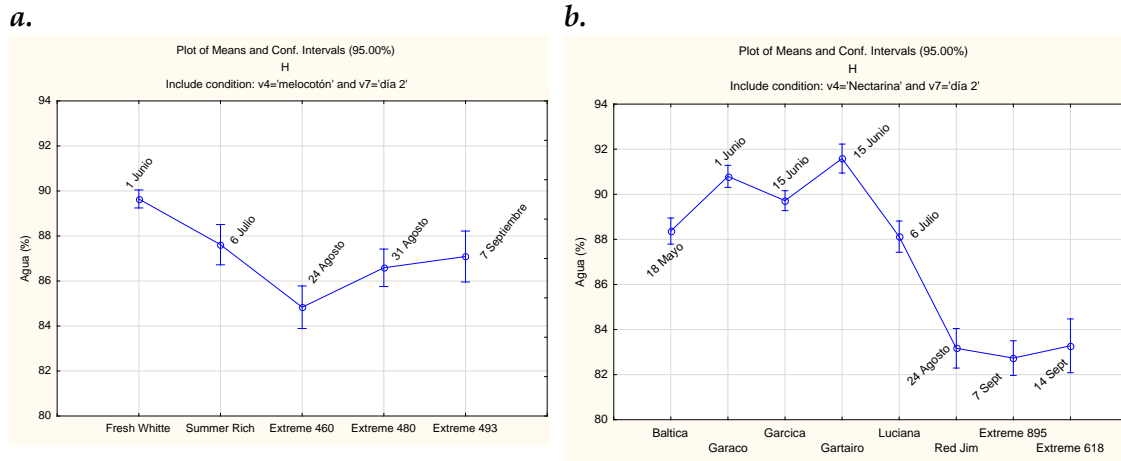 a.
Plot of Means and Conf. Intervals (95.00%)
H
Include condition: v4='melocotón' and v7='día 2'
94
92
90
88
86
84
82
80
Agua (%)
1 Junio
6 Julio
24 Agosto
31 Agosto
7 Septiembre
Fresh Whitte Summer Rich Extreme 460 Extreme 480 Extreme 493
b.
Plot of Means and Conf. Intervals (95.00%)
H
Include condition: v4='Nectarina' and v7='día 2'
94
92
90
88
86
84
82
80
Agua (%)
18 Mayo
1 Junio
15 Junio
15 Junio
6 Julio
24 Agosto
7 Sept
14 Sept
Baltica Garcica Luciana Extreme 895
Garaco Gartairo Red Jim Extreme 618